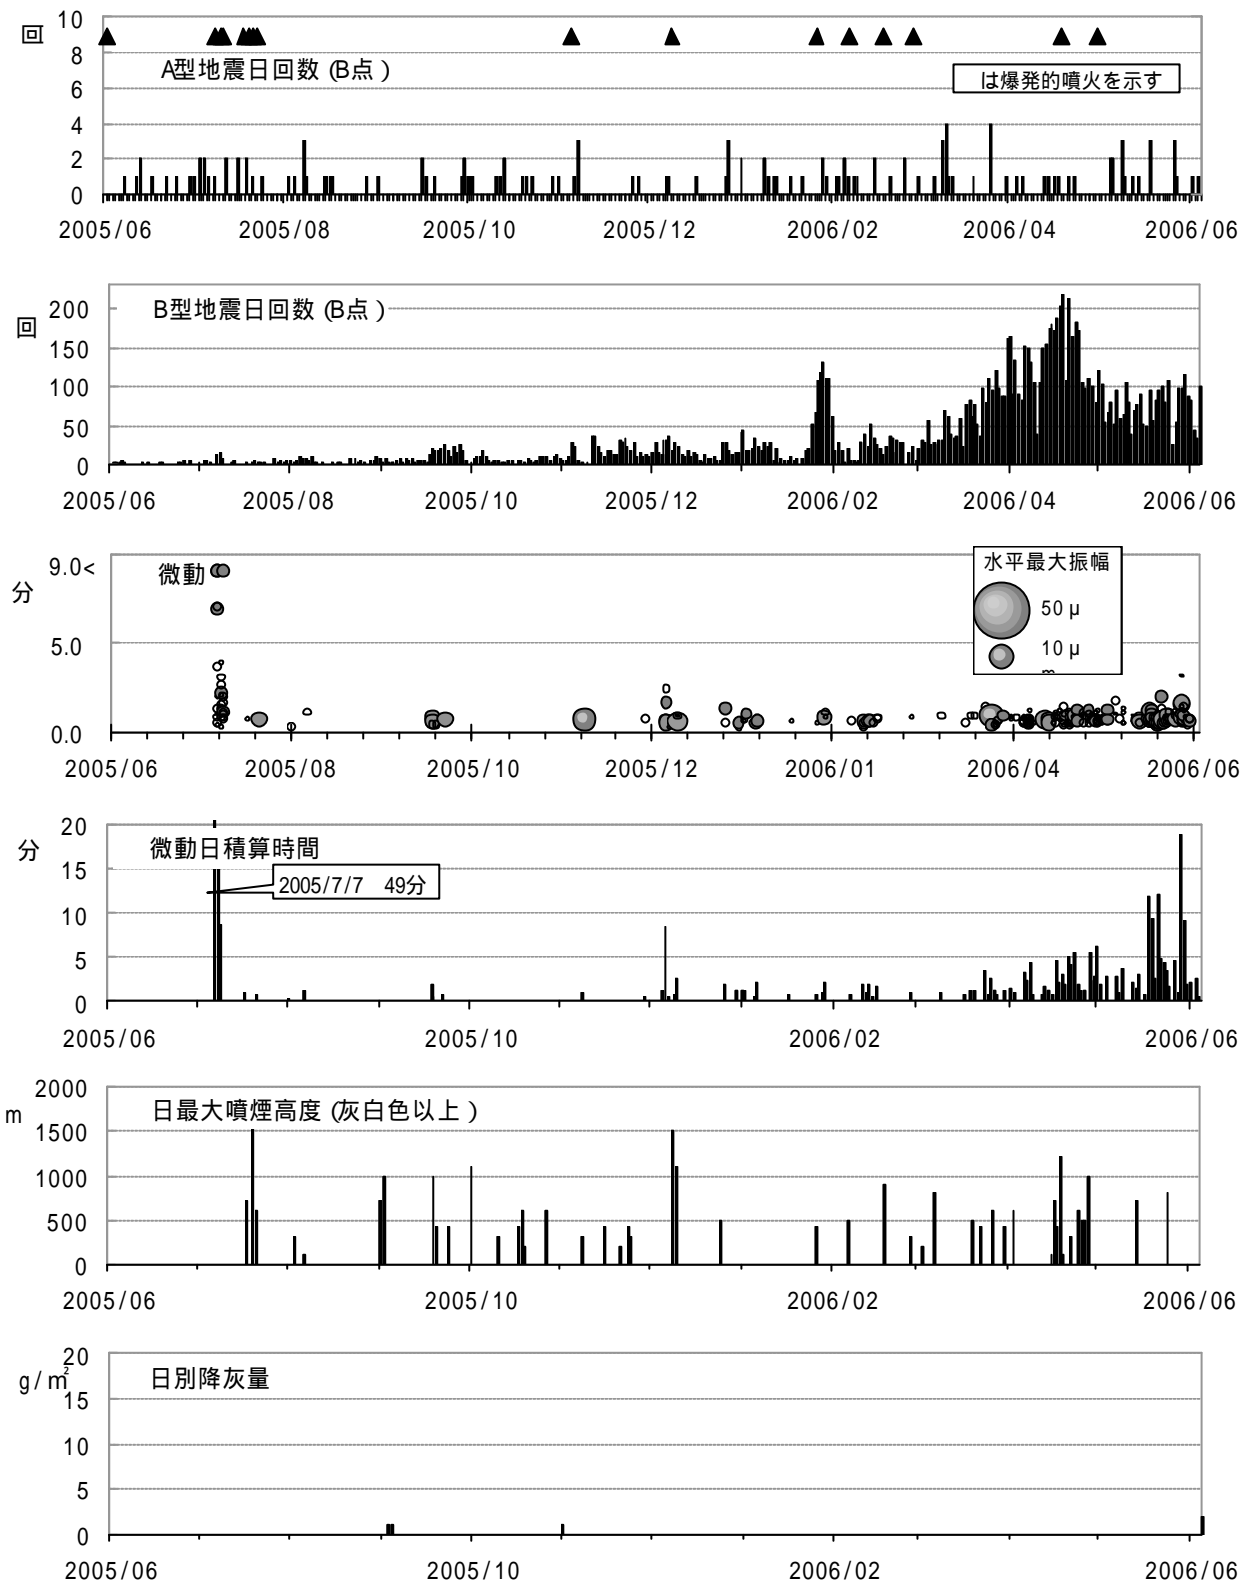 回
10
8
6
4
2
0
A型地震日回数 (B点 )
は爆発的噴火を示す
2005/06 2005/08 2005/10 2005/12 2006/02 2006/04 2006/06
回
200
150
100
50
0
B型地震日回数 (B点 )
2005/06 2005/08 2005/10 2005/12 2006/02 2006/04 2006/06
分
9.0<
5.0
0.0
微動
水平最大振幅
50 μ
10 μ
2005/06 2005/08 2005/10 2005/12 2006/01 2006/04 2006/06
分
20
15
10
5
0
微動日積算時間
2005/7/7 49分
2005/06 2005/10 2006/02 2006/06
m
2000
1500
1000
500
0
日最大噴煙高度 (灰白色以上 )
2005/06 2005/10 2006/02 2006/06
g/㎡
20
15
10
5
0
日別降灰量
2005/06 2005/10 2006/02 2006/06